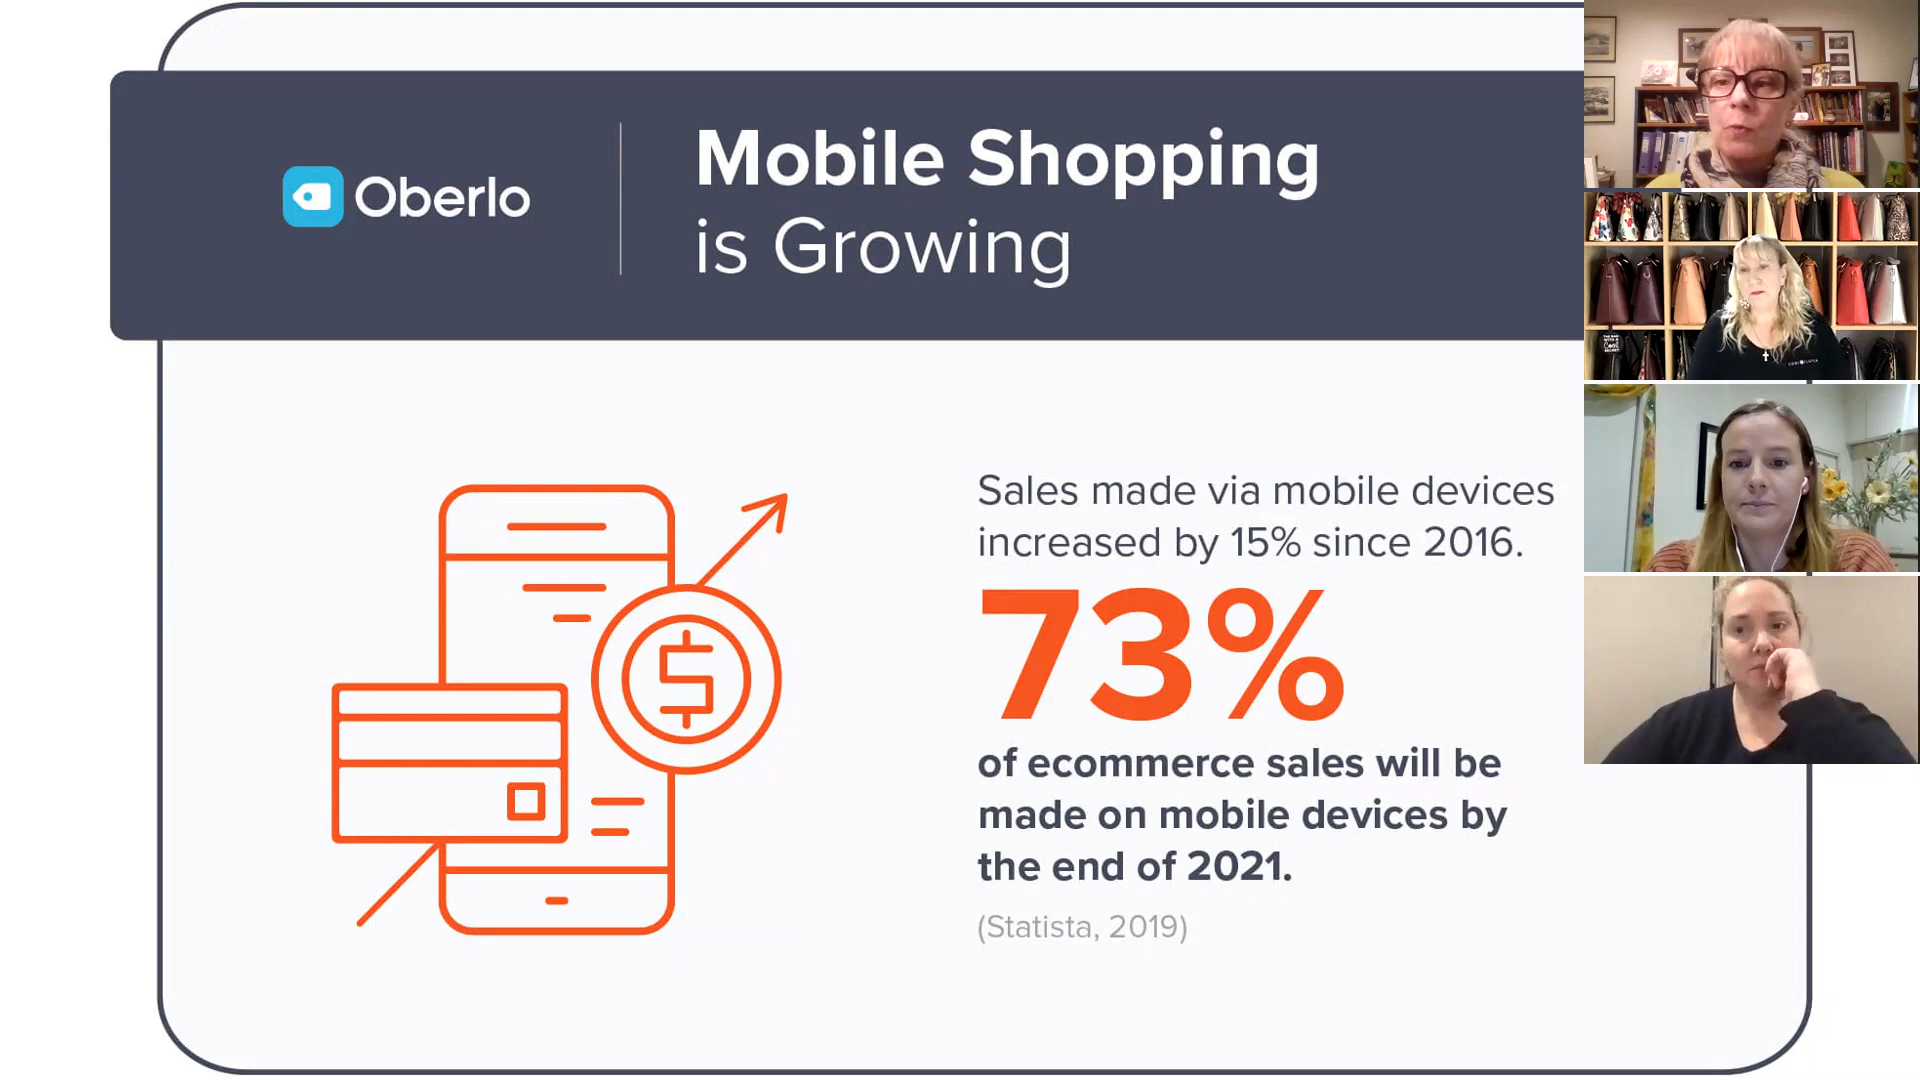 Oberlo
Mobile Shopping
is Growing
Sales made via mobile devices
increased by 15% since 2016.
73%
of ecommerce sales will be
made on mobile devices by
the end of 2021.
(Statista, 2019)